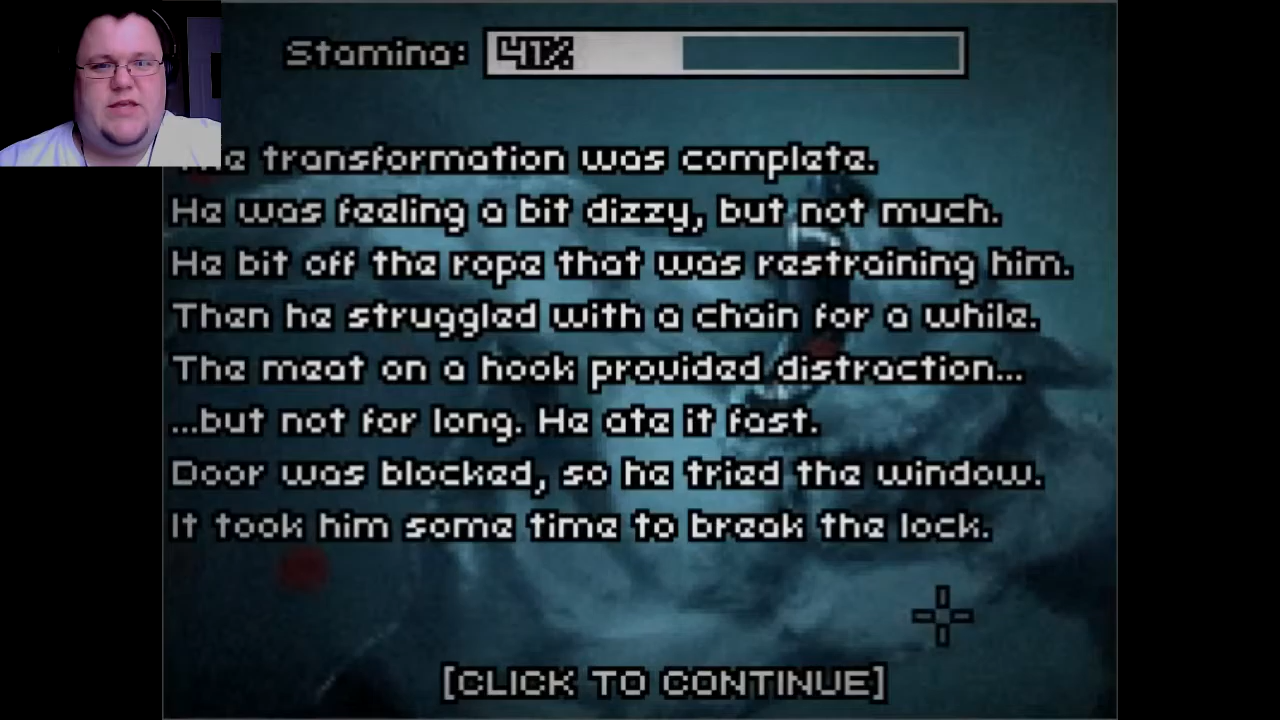 Stamina: 41%
he transformation was complete.
He was feeling a bit dizzy, but not much.
He bit off the rope that was restraining him.
Then he struggled with a chain for a while.
The meat on a hook provided distraction...
...but not for long. He ate it fast.
Door was blocked, so he tried the window.
It took him some time to break the lock.
[CLICK TO CONTINUE]